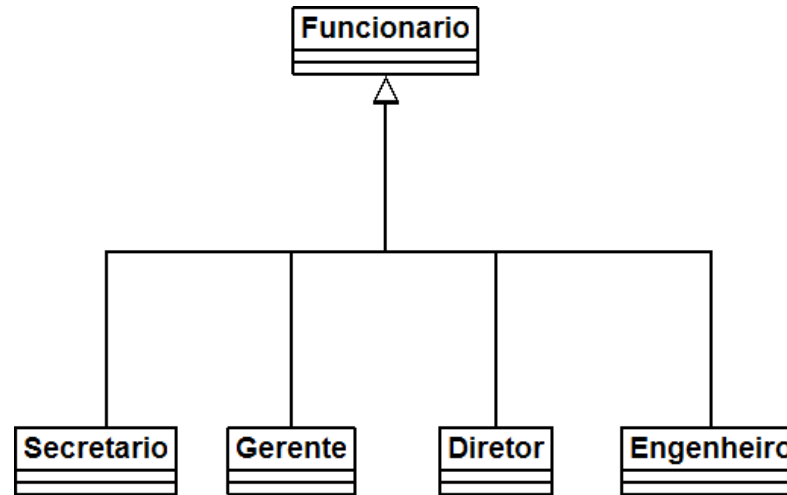 Funcionario
Secretario
Gerente
Diretor
Engenheiro